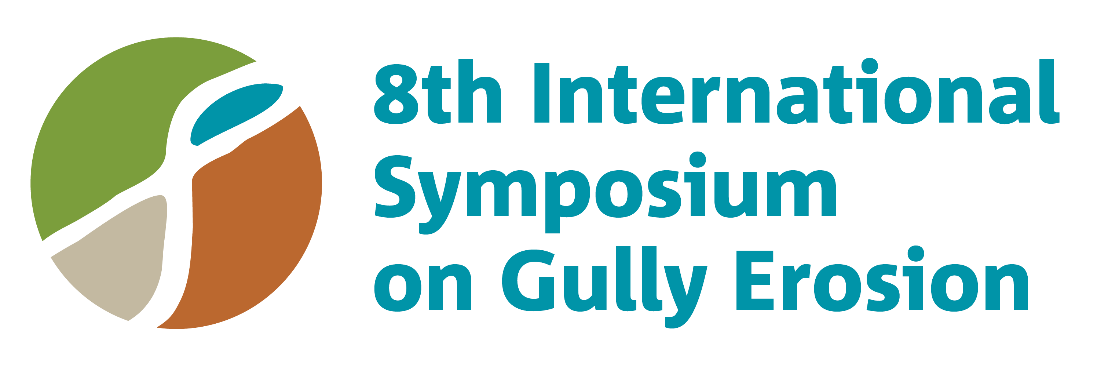 8th International
Symposium
on Gully Erosion